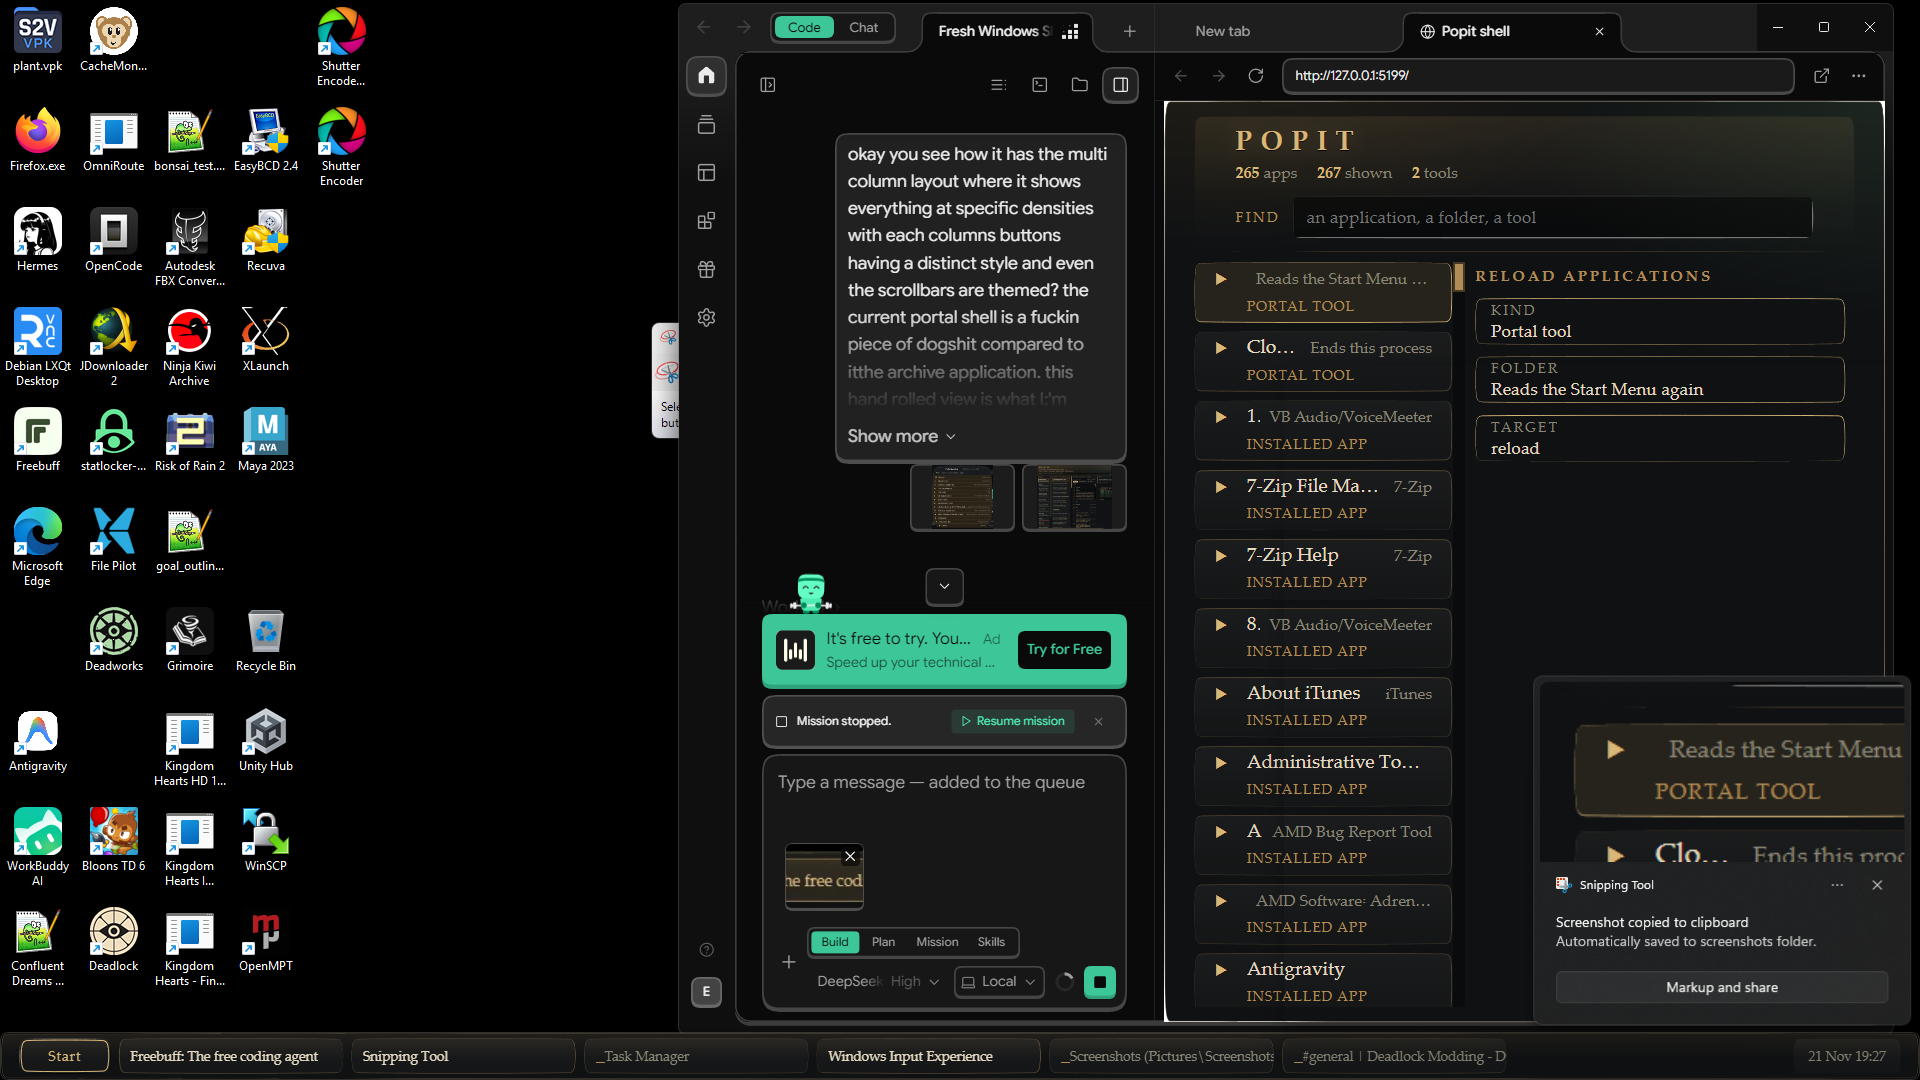 S2V
VPK
plant.vpk
CacheMon...
Shutter
Encode...
Firefox.exe
OmniRoute
bonsai_test....
EasyBCD 2.4
Shutter
Encoder
Hermes
OpenCode
Autodesk
FBX Conver...
Recuva
Debian LXQt
Desktop
JDownloader
2
Ninja Kiwi
Archive
XLaunch
Freebuff
statlocker-...
Risk of Rain 2
Maya 2023
Microsoft
Edge
File Pilot
goal_outlin...
Deadworks
Grimoire
Recycle Bin
Antigravity
Kingdom
Hearts HD 1...
Unity Hub
WorkBuddy
AI
Bloons TD 6
Kingdom
Hearts I...
WinSCP
Confluent
Dreams ...
Deadlock
Kingdom
Hearts - Fin...
OpenMPT
Sele
but
Code
Chat
Fresh Windows S
okay you see how it has the multi
column layout where it shows
everything at specific densities
with each columns buttons
having a distinct style and even
the scrollbars are themed? the
current portal shell is a fuckin
piece of dogshit compared to
itthe archive application. this
hand rolled view is what I;'m
Show more
It's free to try. You...
Ad
Speed up your technical ...
Try for Free
Mission stopped.
Resume mission
Type a message — added to the queue
he free cod
Build
Plan
Mission
Skills
DeepSeek
High
Local
E
New tab
Popit shell
http://127.0.0.1:5199/
POPIT
265 apps 267 shown 2 tools
FIND
an application, a folder, a tool
Reads the Start Menu ...
PORTAL TOOL
Clo... Ends this process
PORTAL TOOL
1. VB Audio/VoiceMeeter
INSTALLED APP
7-Zip File Ma... 7-Zip
INSTALLED APP
7-Zip Help 7-Zip
INSTALLED APP
8. VB Audio/VoiceMeeter
INSTALLED APP
About iTunes iTunes
INSTALLED APP
Administrative To...
INSTALLED APP
A AMD Bug Report Tool
INSTALLED APP
AMD Software: Adren...
INSTALLED APP
Antigravity
INSTALLED APP
RELOAD APPLICATIONS
KIND
Portal tool
FOLDER
Reads the Start Menu again
TARGET
reload
Reads the Start Menu
PORTAL TOOL
Clo... Ends this proc
Snipping Tool
Screenshot copied to clipboard
Automatically saved to screenshots folder.
Markup and share
Start
Freebuff: The free coding agent
Snipping Tool
_Task Manager
Windows Input Experience
_Screenshots (Pictures\Screenshots
_#general | Deadlock Modding - D
21 Nov 19:27